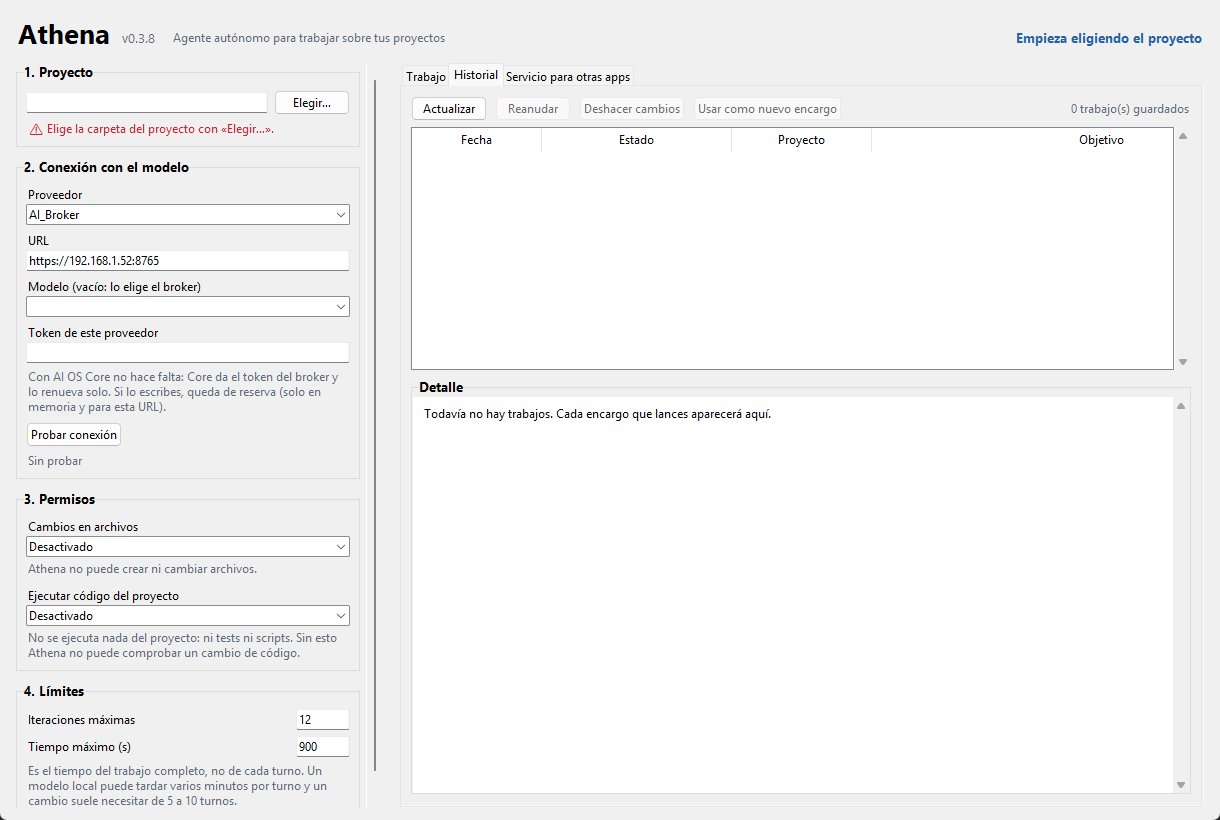 Athena v0.3.8 Agente autónomo para trabajar sobre tus proyectos
Empieza eligiendo el proyecto
1. Proyecto
Elegir...
⚠ Elige la carpeta del proyecto con «Elegir...».
2. Conexión con el modelo
Proveedor
AI_Broker
URL
https://192.168.1.52:8765
Modelo (vacío: lo elige el broker)
Token de este proveedor
Con AI OS Core no hace falta: Core da el token del broker y
lo renueva solo. Si lo escribes, queda de reserva (solo en
memoria y para esta URL).
Probar conexión
Sin probar
3. Permisos
Cambios en archivos
Desactivado
Athena no puede crear ni cambiar archivos.
Ejecutar código del proyecto
Desactivado
No se ejecuta nada del proyecto: ni tests ni scripts. Sin esto
Athena no puede comprobar un cambio de código.
4. Límites
Iteraciones máximas 12
Tiempo máximo (s) 900
Es el tiempo del trabajo completo, no de cada turno. Un
modelo local puede tardar varios minutos por turno y un
cambio suele necesitar de 5 a 10 turnos.
Trabajo Historial Servicio para otras apps
Actualizar Reanudar Deshacer cambios Usar como nuevo encargo 0 trabajo(s) guardados
Fecha Estado Proyecto Objetivo
Detalle
Todavía no hay trabajos. Cada encargo que lances aparecerá aquí.